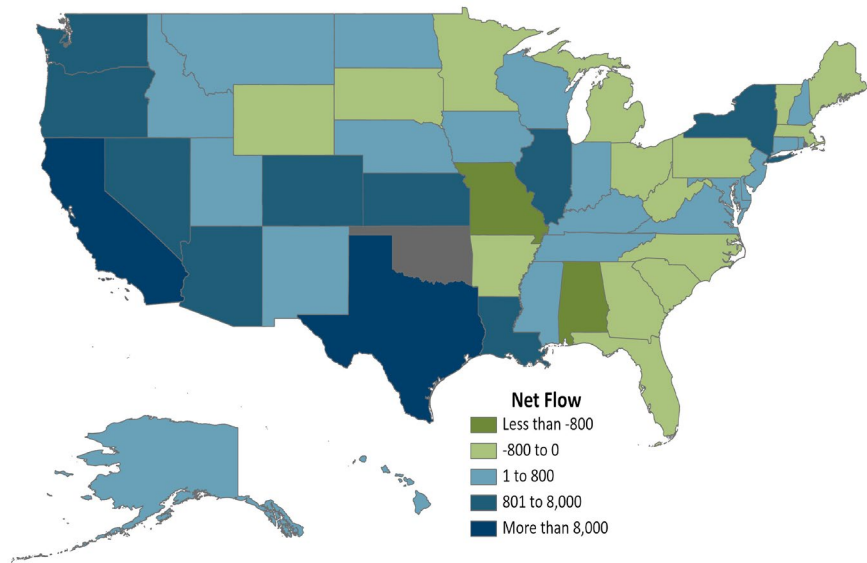 Net Flow
Less than -800
-800 to 0
1 to 800
801 to 8,000
More than 8,000